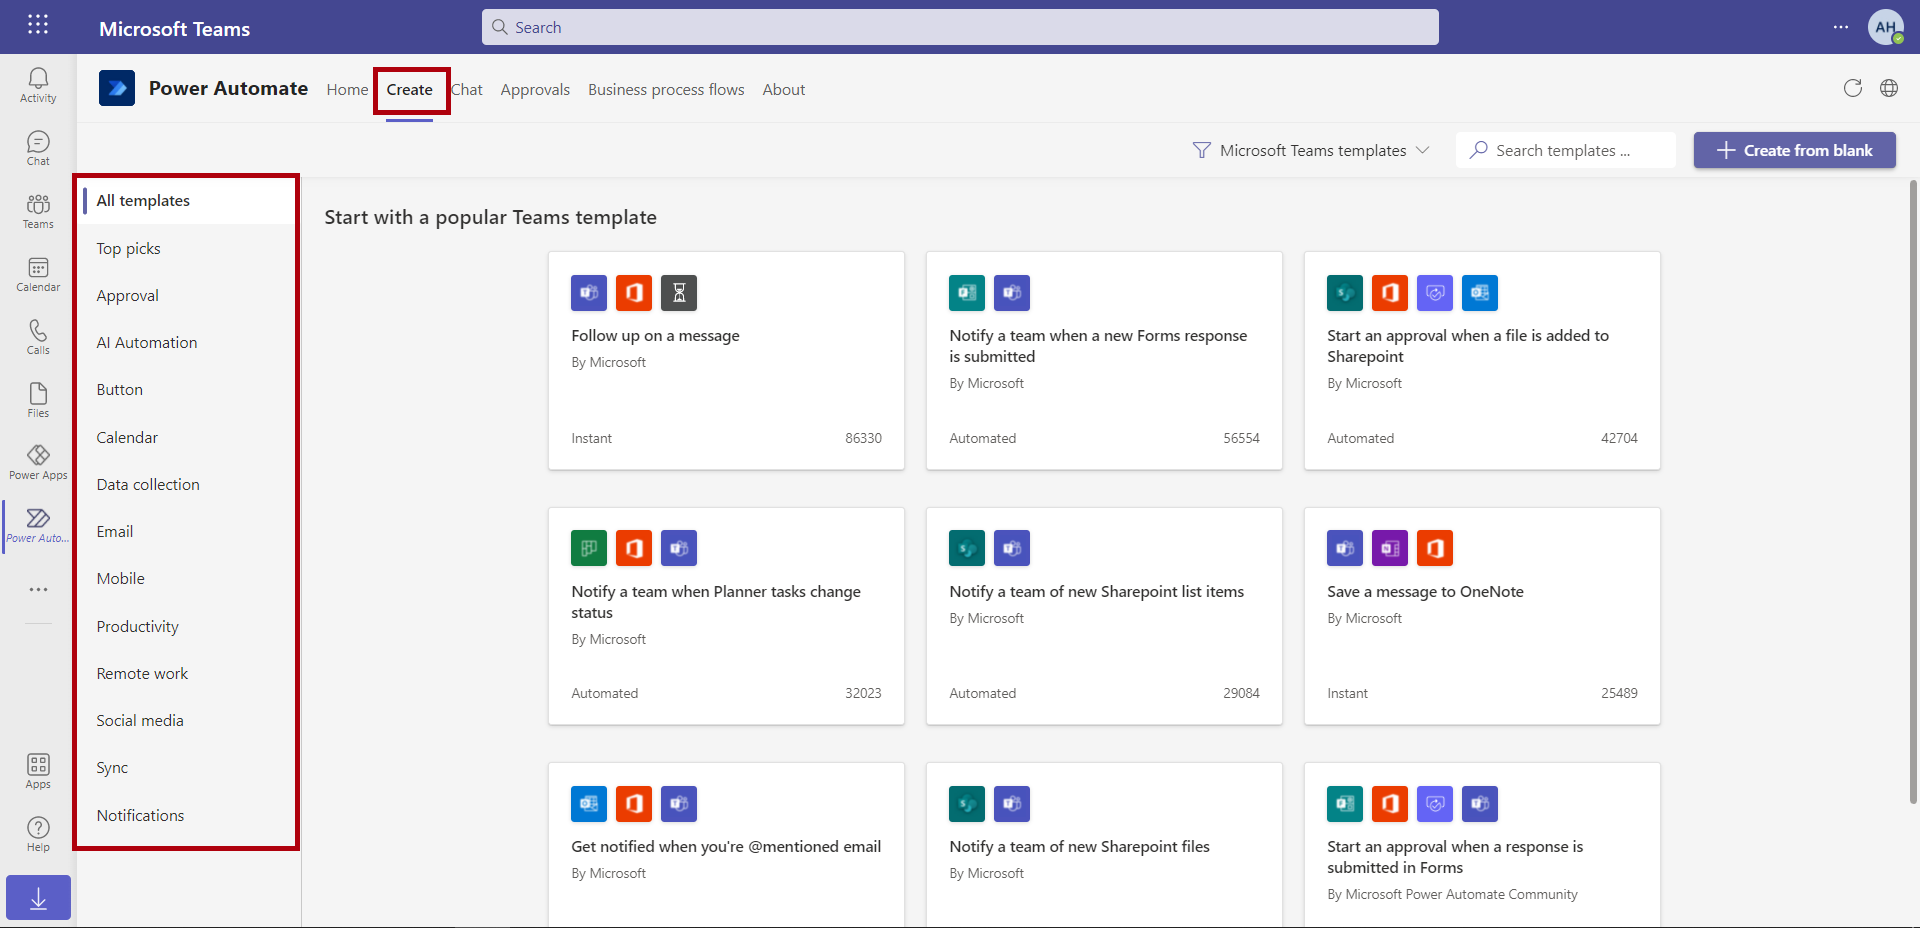 Microsoft Teams
Search
AH
Activity
Chat
Teams
Calendar
Calls
Files
Power Apps
Power Auto...
Apps
Help
Power Automate
Home
Create
Chat
Approvals
Business process flows
About
Microsoft Teams templates
Search templates ...
Create from blank
All templates
Top picks
Approval
AI Automation
Button
Calendar
Data collection
Email
Mobile
Productivity
Remote work
Social media
Sync
Notifications
Start with a popular Teams template
Follow up on a message
By Microsoft
Instant
86330
Notify a team when a new Forms response
is submitted
By Microsoft
Automated
56554
Start an approval when a file is added to
Sharepoint
By Microsoft
Automated
42704
Notify a team when Planner tasks change
status
By Microsoft
Automated
32023
Notify a team of new Sharepoint list items
By Microsoft
Automated
29084
Save a message to OneNote
By Microsoft
Instant
25489
Get notified when you're @mentioned email
By Microsoft
Notify a team of new Sharepoint files
By Microsoft
Start an approval when a response is
submitted in Forms
By Microsoft Power Automate Community